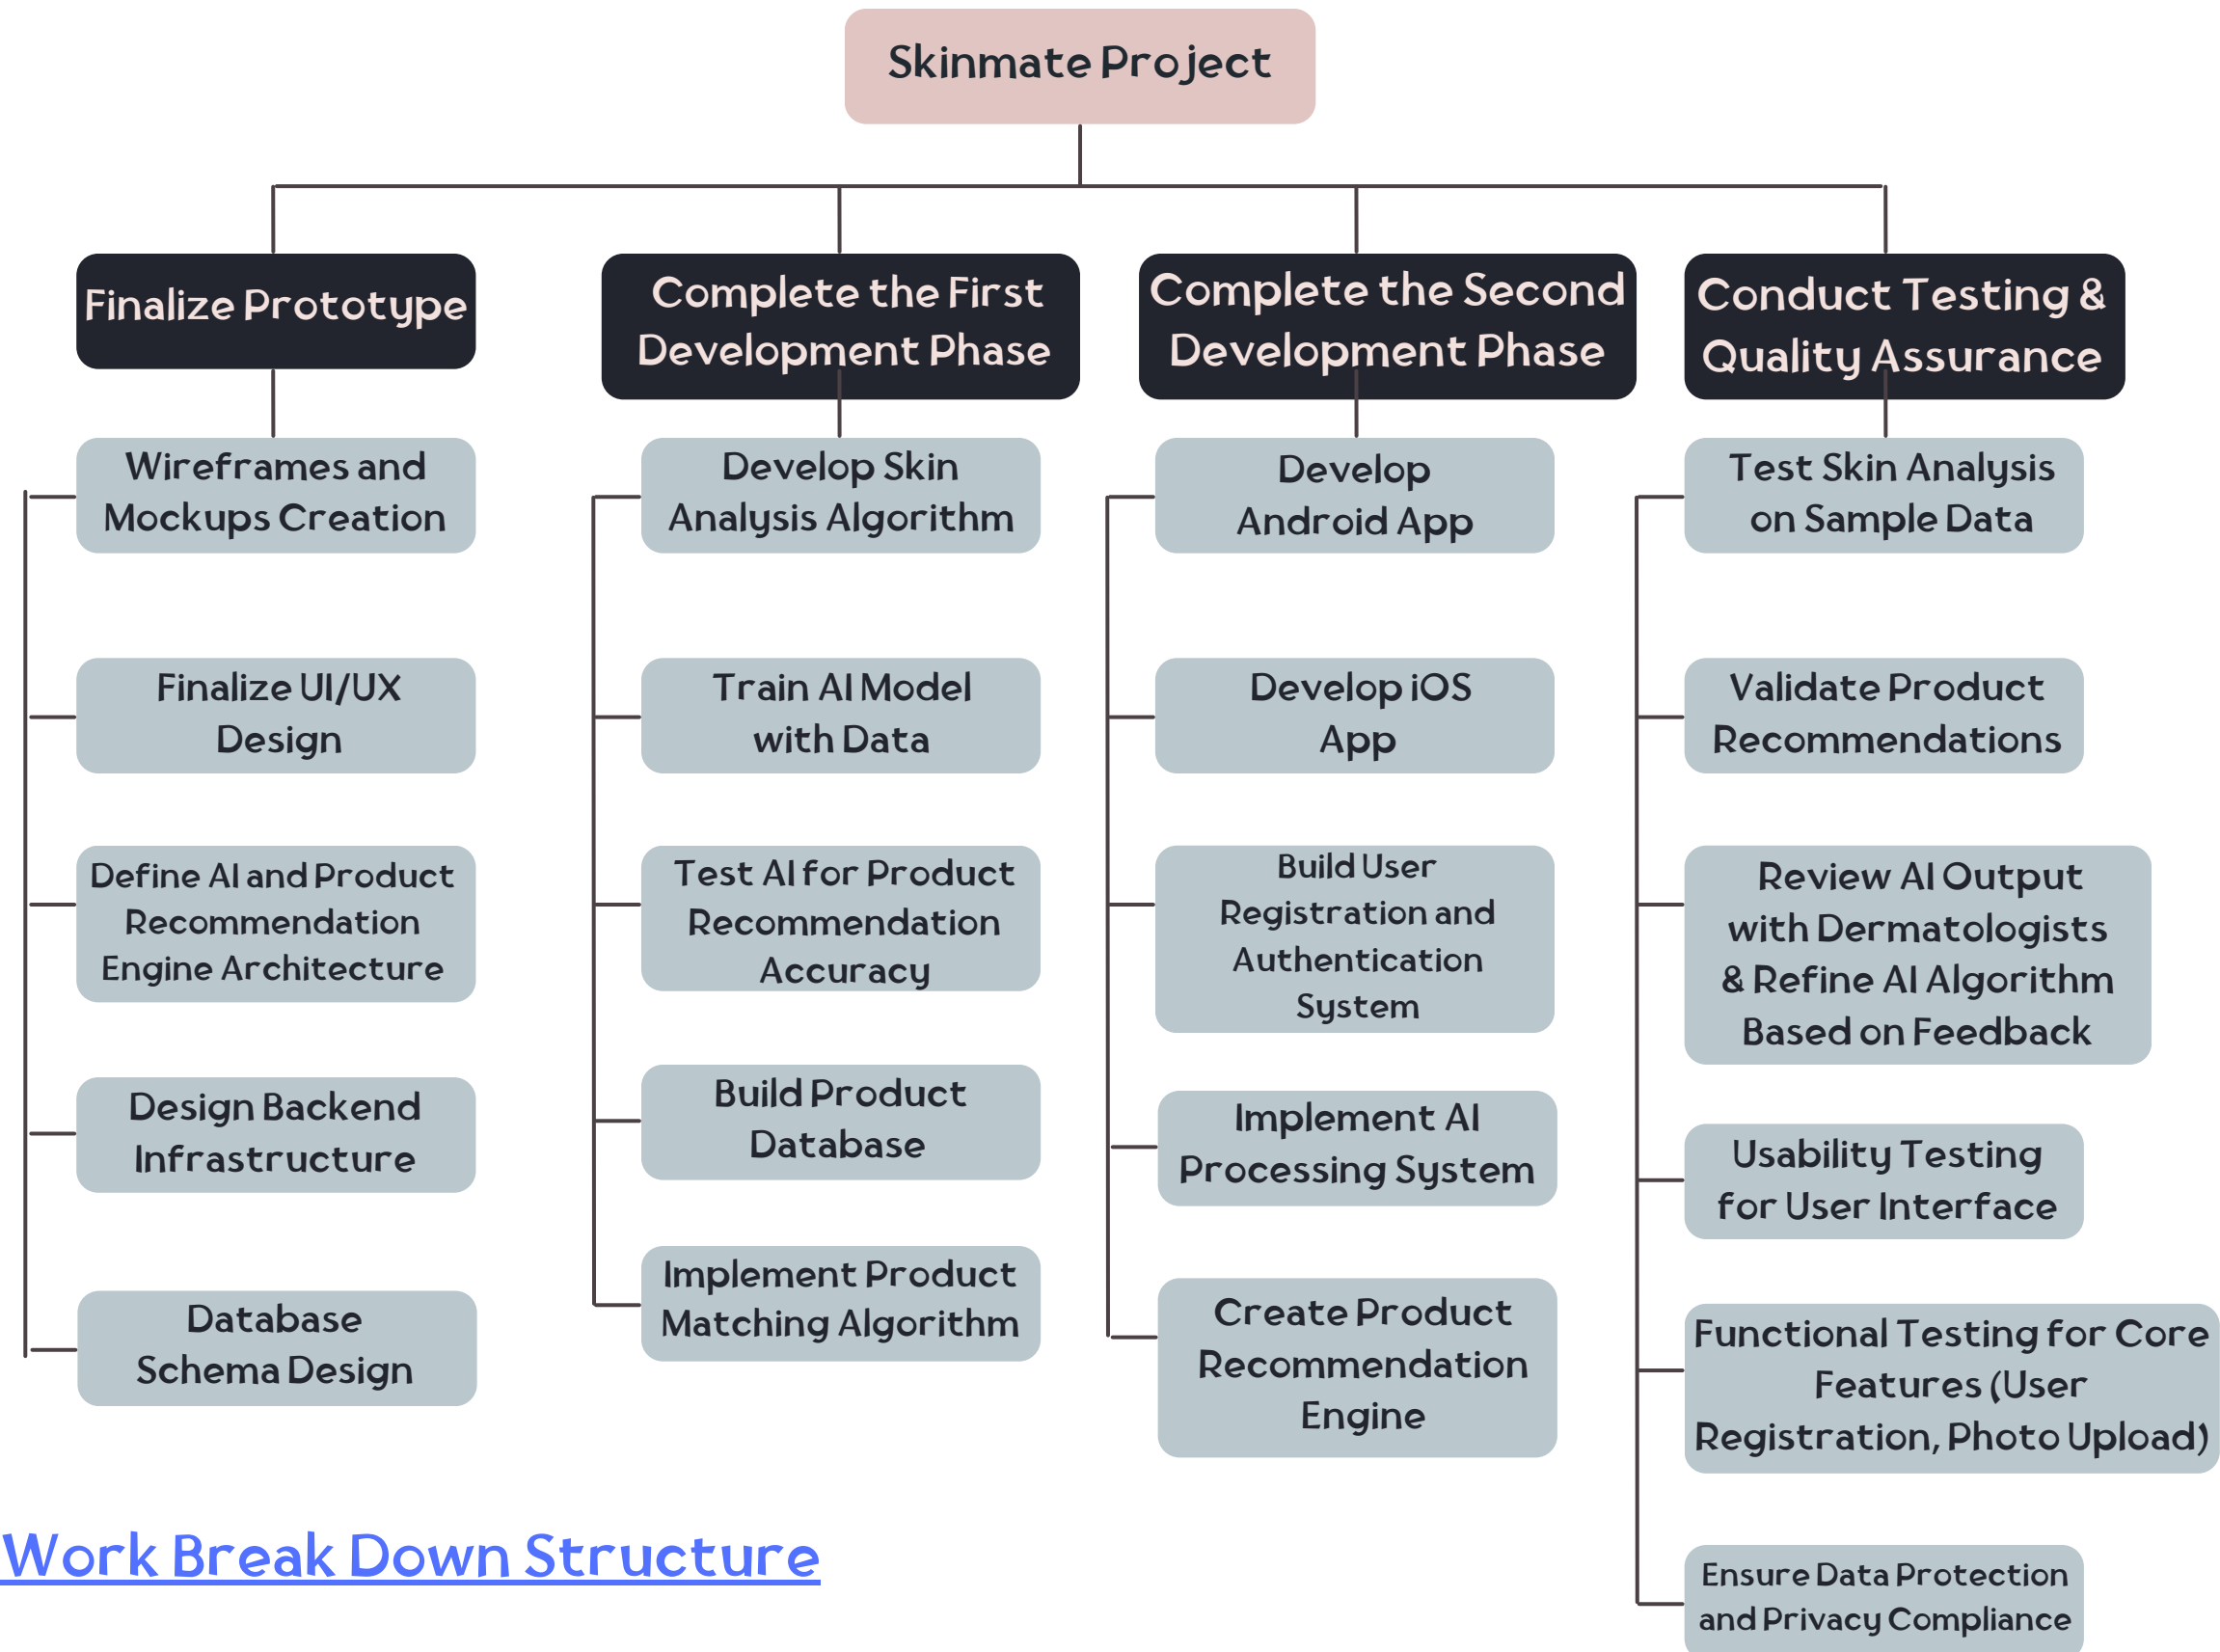 Skinmate Project
Finalize Prototype
Complete the First
Development Phase
Complete the Second
Development Phase
Conduct Testing &
Quality Assurance
Wireframes and
Mockups Creation
Finalize UI/UX
Design
Define AI and Product
Recommendation
Engine Architecture
Design Backend
Infrastructure
Database
Schema Design
Develop Skin
Analysis Algorithm
Train AI Model
with Data
Test AI for Product
Recommendation
Accuracy
Build Product
Database
Implement Product
Matching Algorithm
Develop
Android App
Develop iOS
App
Build User
Registration and
Authentication
System
Implement AI
Processing System
Create Product
Recommendation
Engine
Test Skin Analysis
on Sample Data
Validate Product
Recommendations
Review AI Output
with Dermatologists
& Refine AI Algorithm
Based on Feedback
Usability Testing
for User Interface
Functional Testing for Core
Features (User
Registration, Photo Upload)
Ensure Data Protection
and Privacy Compliance
Work Break Down Structure